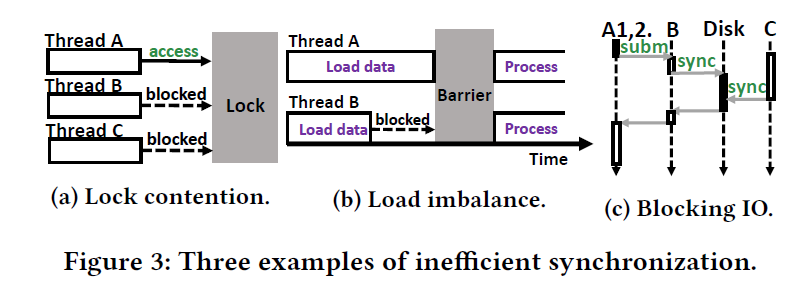 Thread A
access
Thread B
blocked
Lock
Thread C
blocked
(a) Lock contention.
Thread A
Load data
Process
Barrier
Thread B
Load data
blocked
Process
Time
(b) Load imbalance.
A1,2. B Disk C
subm
sync
sync
(c) Blocking IO.
Figure 3: Three examples of inefficient synchronization.